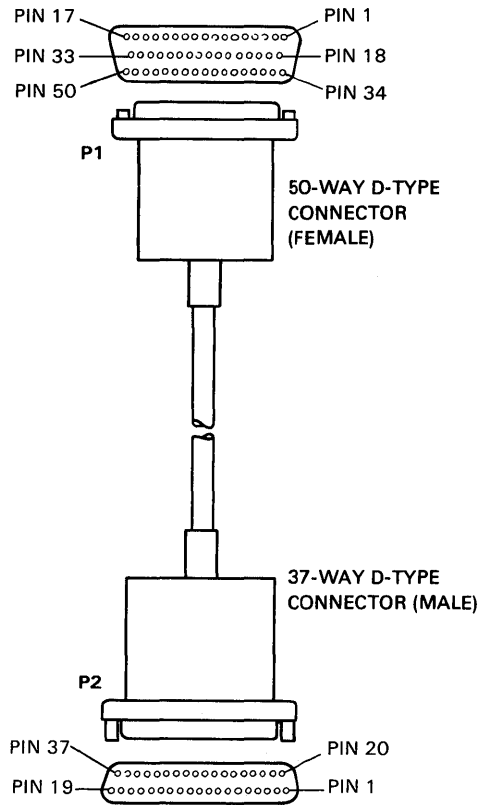 PIN 17
PIN 1
PIN 33
PIN 18
PIN 50
PIN 34
P1
50-WAY D-TYPE
CONNECTOR
(FEMALE)
37-WAY D-TYPE
CONNECTOR (MALE)
P2
PIN 37
PIN 20
PIN 19
PIN 1